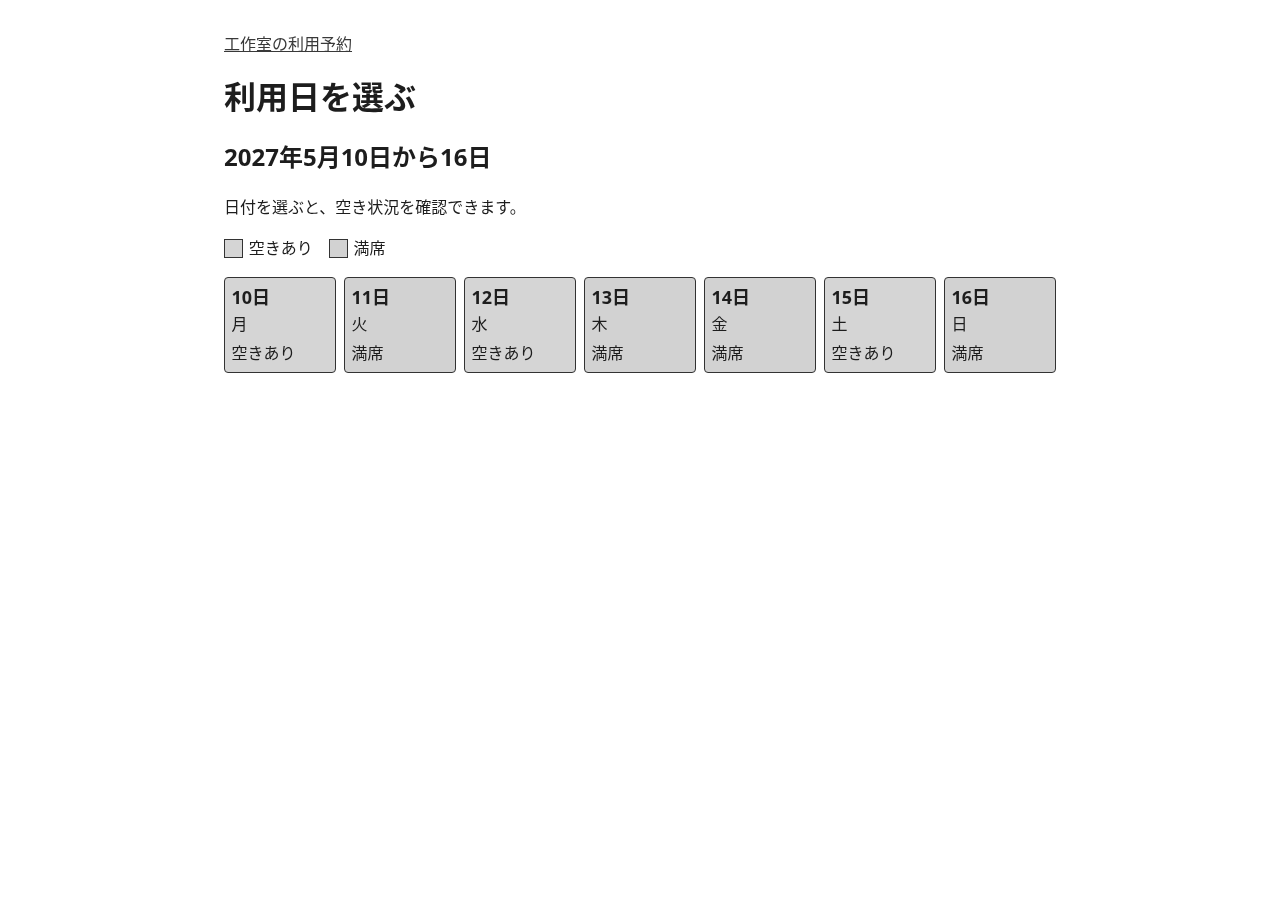 工作室の利用予約
利用日を選ぶ
2027年5月10日から16日
日付を選ぶと、空き状況を確認できます。
空きあり 満席
10日 11日 12日 13日 14日 15日 16日
月 火 水 木 金 土 日
空きあり 満席 空きあり 満席 満席 空きあり 満席